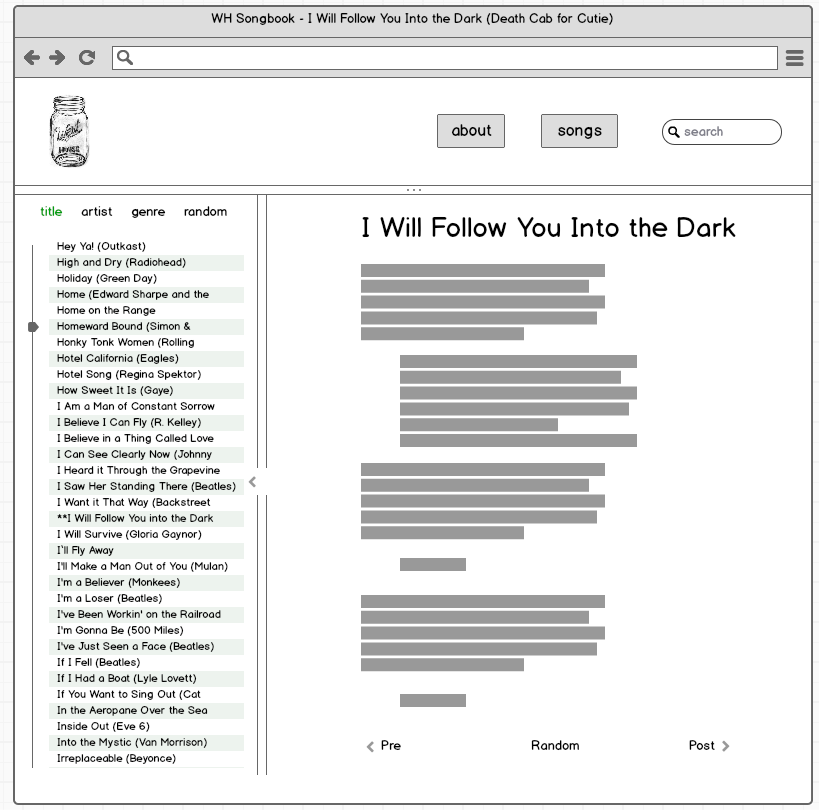 WH Songbook - I Will Follow You Into the Dark (Death Cab for Cutie)
about
songs
search
title artist genre random
Hey Ya! (Outkast)
High and Dry (Radiohead)
Holiday (Green Day)
Home (Edward Sharpe and the
Home on the Range
Homeward Bound (Simon &
Honky Tonk Women (Rolling
Hotel California (Eagles)
Hotel Song (Regina Spektor)
How Sweet It Is (Gaye)
I Am a Man of Constant Sorrow
I Believe I Can Fly (R. Kelley)
I Believe in a Thing Called Love
I Can See Clearly Now (Johnny
I Heard it Through the Grapevine
I Saw Her Standing There (Beatles)
I Want it That Way (Backstreet
**I Will Follow You into the Dark
I Will Survive (Gloria Gaynor)
I`ll Fly Away
I'll Make a Man Out of You (Mulan)
I'm a Believer (Monkees)
I'm a Loser (Beatles)
I've Been Workin' on the Railroad
I'm Gonna Be (500 Miles)
I've Just Seen a Face (Beatles)
If I Fell (Beatles)
If I Had a Boat (Lyle Lovett)
If You Want to Sing Out (Cat
In the Aeropane Over the Sea
Inside Out (Eve 6)
Into the Mystic (Van Morrison)
Irreplaceable (Beyonce)
I Will Follow You Into the Dark
Pre Random Post